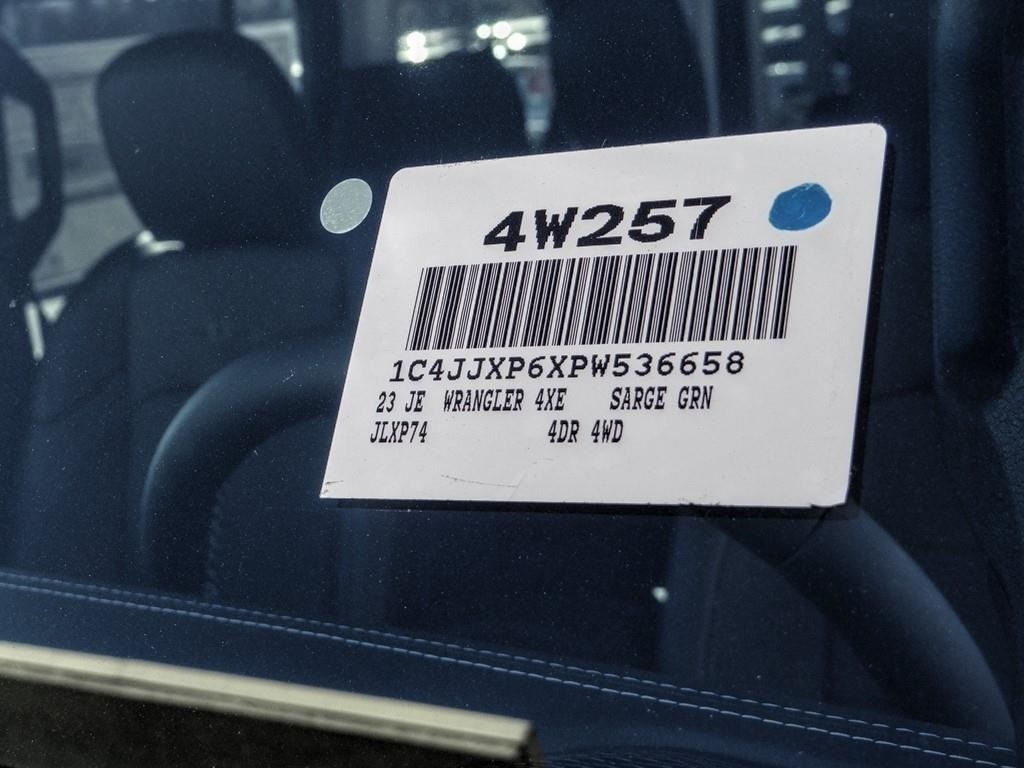 4W257
1C4JJXP6XPW536658
23 JE WRANGLER 4XE SARGE GRN
JLXP74 4DR 4WD